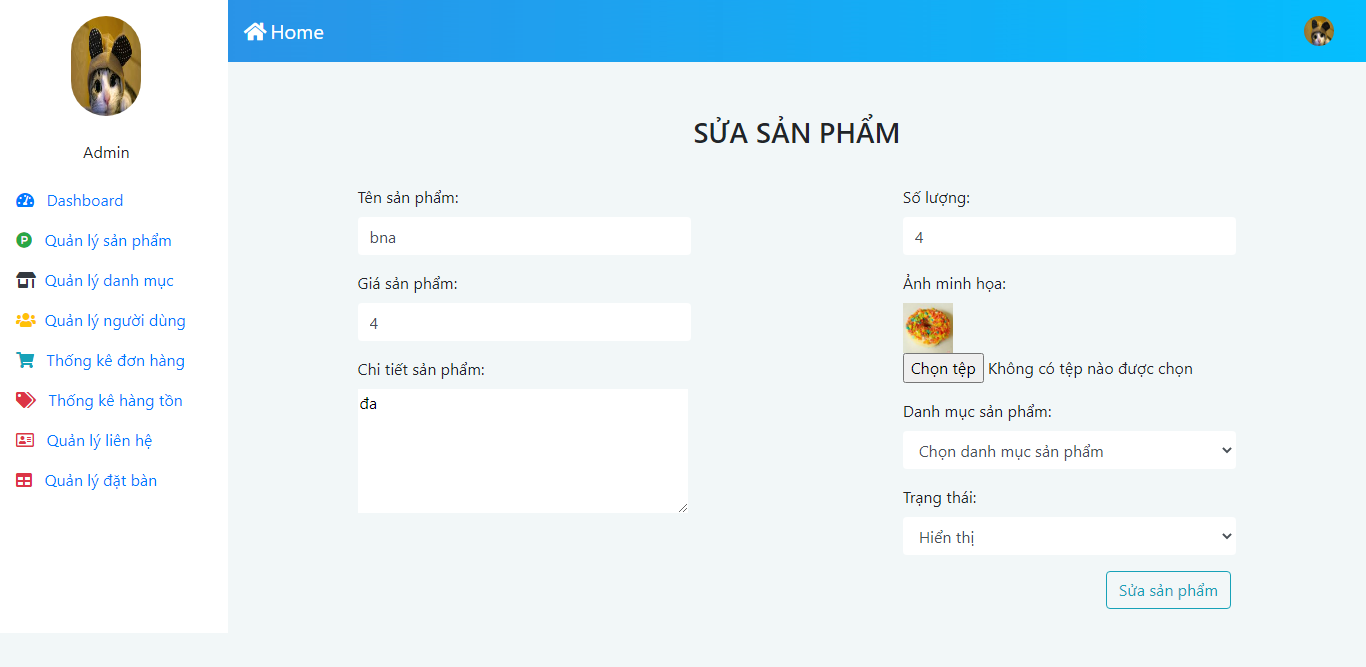 Home
Admin
Dashboard
Quản lý sản phẩm
Quản lý danh mục
Quản lý người dùng
Thống kê đơn hàng
Thống kê hàng tồn
Quản lý liên hệ
Quản lý đặt bàn
SỬA SẢN PHẨM
Tên sản phẩm:
bna
Giá sản phẩm:
4
Chi tiết sản phẩm:
đa
Số lượng:
4
Ảnh minh họa:
Chọn tệp Không có tệp nào được chọn
Danh mục sản phẩm:
Chọn danh mục sản phẩm
Trạng thái:
Hiển thị
Sửa sản phẩm